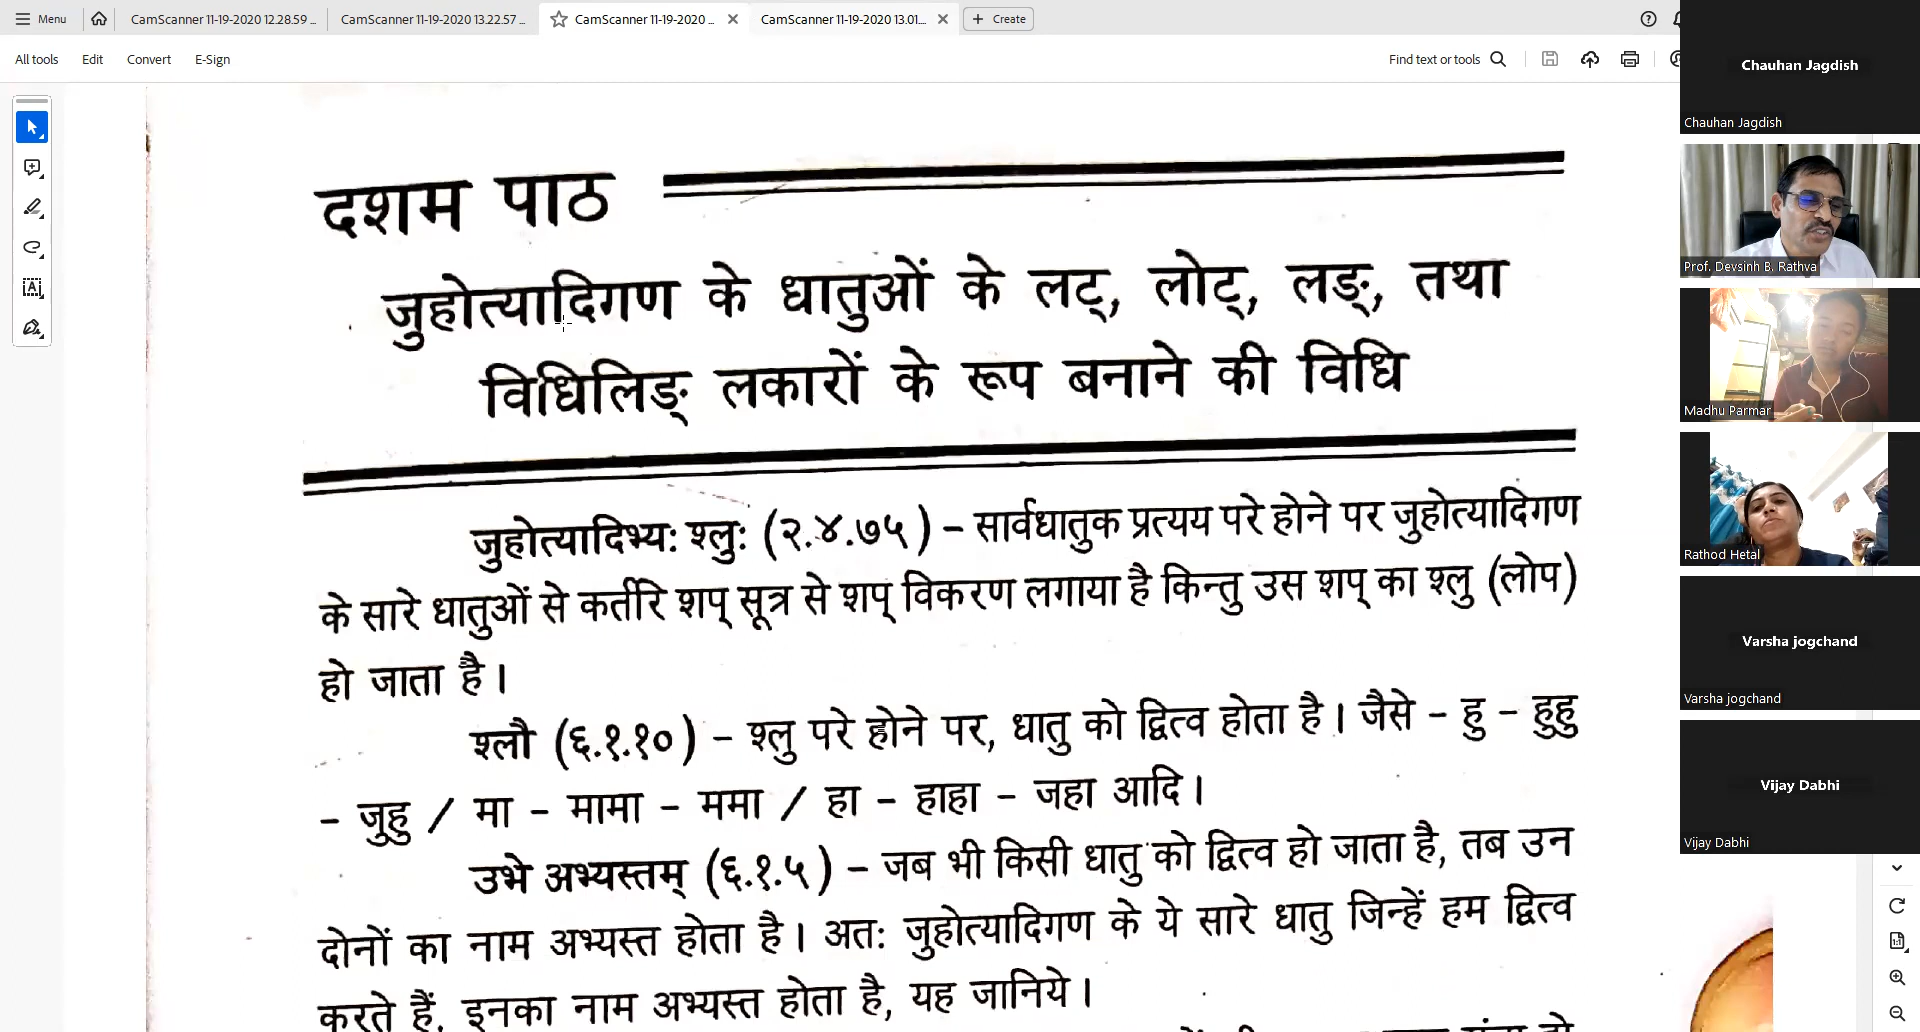 Menu
CamScanner 11-19-2020 12.28.59 ...
CamScanner 11-19-2020 13.22.57 ...
CamScanner 11-19-2020 ...
CamScanner 11-19-2020 13.01...
Create
All tools
Edit
Convert
E-Sign
Find text or tools
दशम पाठ
जुहोत्यादिगण के धातुओं के लट्, लोट्, लङ्, तथा
विधिलिङ् लकारों के रूप बनाने की विधि
जुहोत्यादिभ्यः श्लुः (२.४.७५) – सार्वधातुक प्रत्यय परे होने पर जुहोत्यादिगण
के सारे धातुओं से कर्तरि शप् सूत्र से शप् विकरण लगाया है किन्तु उस शप् का श्लु (लोप)
हो जाता है।
श्लौ (६.१.१०) – श्लु परे होने पर, धातु को द्वित्व होता है। जैसे – हु – हुहु
– जुहु / मा – मामा – ममा / हा – हाहा – जहा आदि।
उभे अभ्यस्तम् (६.१.५) – जब भी किसी धातु को द्वित्व हो जाता है, तब उन
दोनों का नाम अभ्यस्त होता है। अतः जुहोत्यादिगण के ये सारे धातु जिन्हें हम द्वित्व
करते हैं, इनका नाम अभ्यस्त होता है, यह जानिये।
Chauhan Jagdish
Chauhan Jagdish
Prof. Devsinh B. Rathva
Madhu Parmar
Rathod Hetal
Varsha jogchand
Varsha jogchand
Vijay Dabhi
Vijay Dabhi